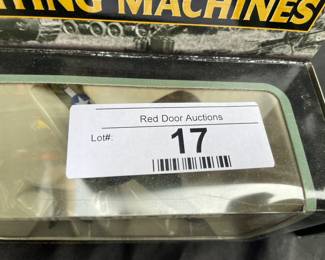 TING MACHINES
Red Door Auctions
Lot#:
17